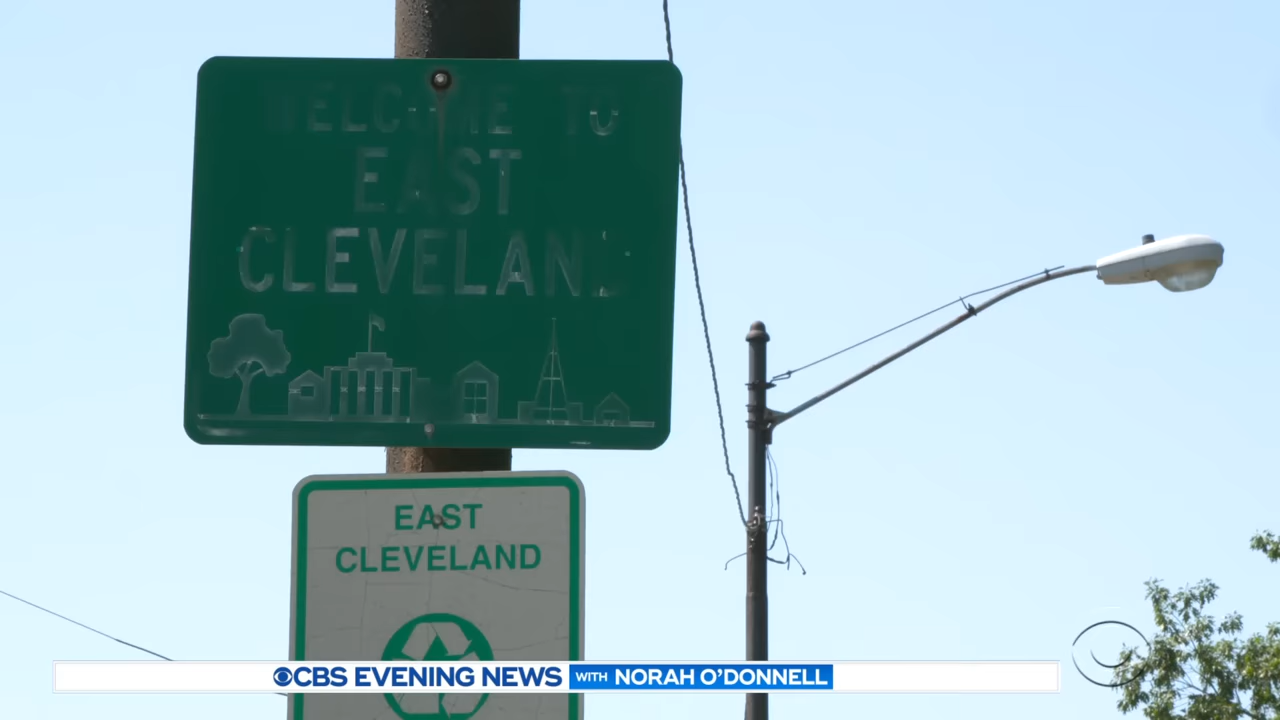 WELCOME TO
EAST
CLEVELAND
EAST
CLEVELAND
CBS EVENING NEWS WITH NORAH O'DONNELL